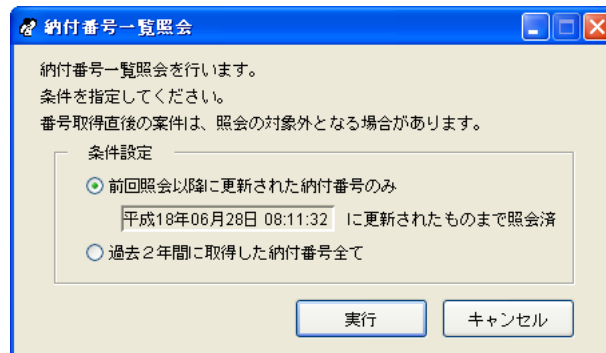 納付番号一覧照会
納付番号一覧照会を行います。
条件を指定してください。
番号取得直後の案件は、照会の対象外となる場合があります。
条件設定
前回照会以降に更新された納付番号のみ
平成18年06月28日 08:11:32 に更新されたものまで照会済
過去２年間に取得した納付番号全て
実行 キャンセル